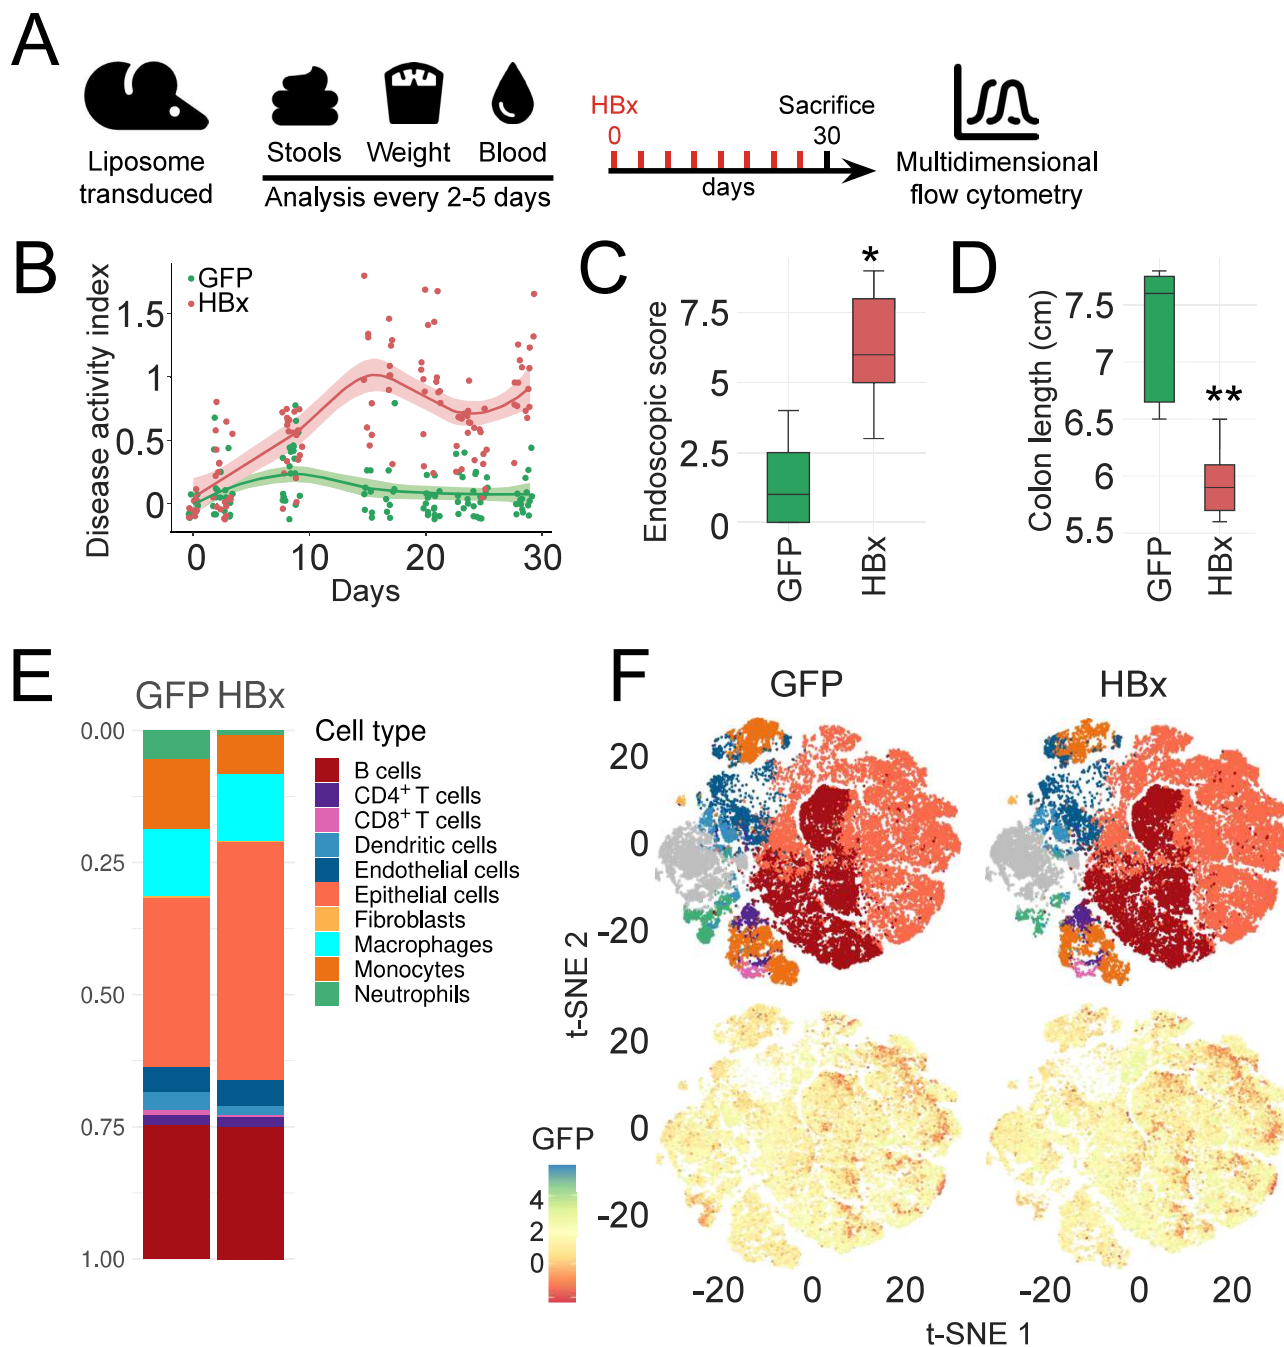 A
Liposome
transduced
Stools
Weight
Blood
Analysis every 2-5 days
HBx
0
Sacrifice
30
days
Multidimensional
flow cytometry
B
Disease activity index
GFP
HBx
1.5
1
0.5
0
0
10
20
30
Days
C
Endoscopic score
7.5
5
2.5
0
*
GFP
HBx
D
Colon length (cm)
7.5
7
6.5
6
5.5
**
GFP
HBx
E
GFP
HBx
0.00
0.25
0.50
0.75
1.00
Cell type
B cells
CD4+ T cells
CD8+ T cells
Dendritic cells
Endothelial cells
Epithelial cells
Fibroblasts
Macrophages
Monocytes
Neutrophils
F
GFP
HBx
20
0
-20
t-SNE 2
20
0
-20
GFP
4
2
0
-20
0
20
-20
0
20
t-SNE 1